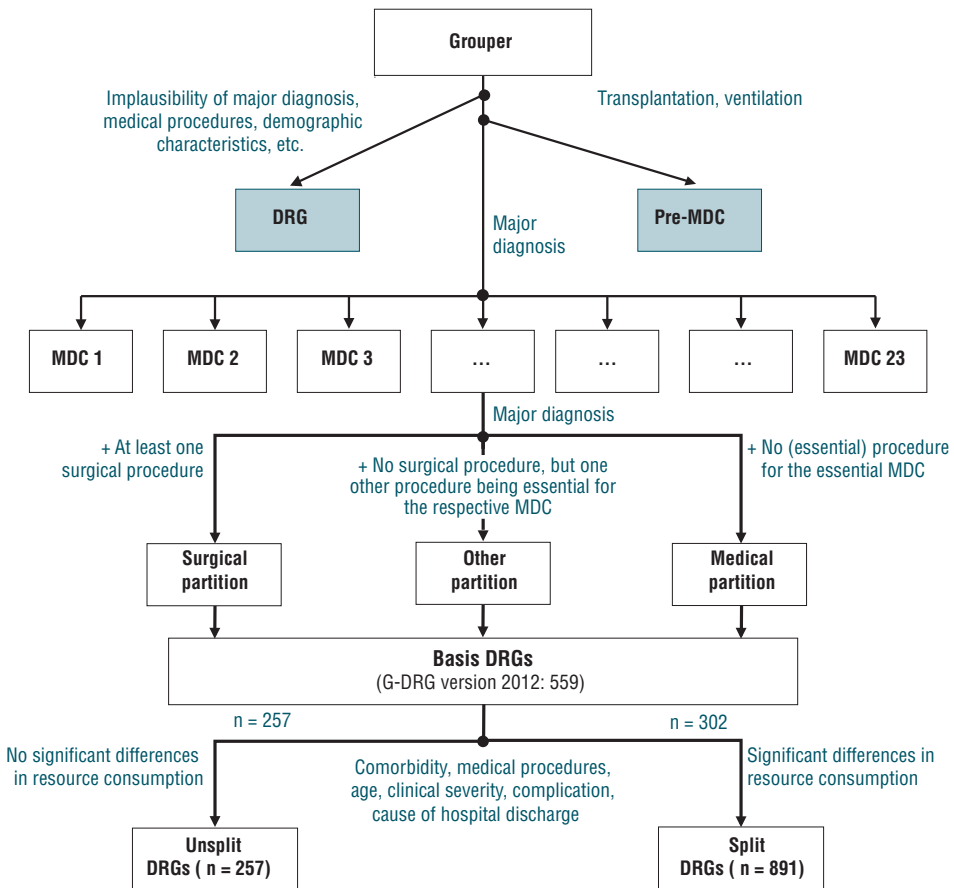 Grouper
Implausibility of major diagnosis,
medical procedures, demographic
characteristics, etc.
Transplantation, ventilation
DRG
Pre-MDC
Major
diagnosis
MDC 1
MDC 2
MDC 3
...
...
...
MDC 23
Major diagnosis
+ At least one
surgical procedure
+ No surgical procedure, but one
other procedure being essential for
the respective MDC
+ No (essential) procedure
for the essential MDC
Surgical
partition
Other
partition
Medical
partition
Basis DRGs
(G-DRG version 2012: 559)
n = 257
n = 302
No significant differences
in resource consumption
Comorbidity, medical procedures,
age, clinical severity, complication,
cause of hospital discharge
Significant differences in
resource consumption
Unsplit
DRGs ( n = 257)
Split
DRGs ( n = 891)